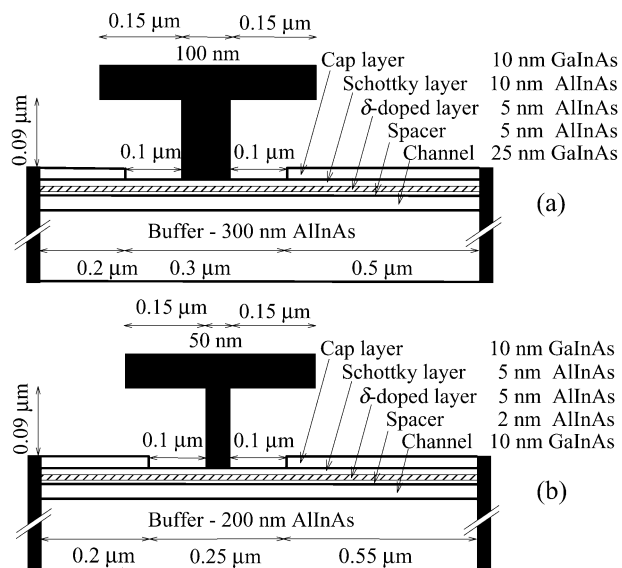 0.15 μm 0.15 μm
100 nm
Cap layer 10 nm GaInAs
Schottky layer 10 nm AlInAs
δ-doped layer 5 nm AlInAs
Spacer 5 nm AlInAs
Channel 25 nm GaInAs
0.09 μm
0.1 μm 0.1 μm
(a)
Buffer - 300 nm AlInAs
0.2 μm 0.3 μm 0.5 μm
0.15 μm 0.15 μm
50 nm
Cap layer 10 nm GaInAs
Schottky layer 5 nm AlInAs
δ-doped layer 5 nm AlInAs
Spacer 2 nm AlInAs
Channel 10 nm GaInAs
0.09 μm
0.1 μm 0.1 μm
(b)
Buffer - 200 nm AlInAs
0.2 μm 0.25 μm 0.55 μm